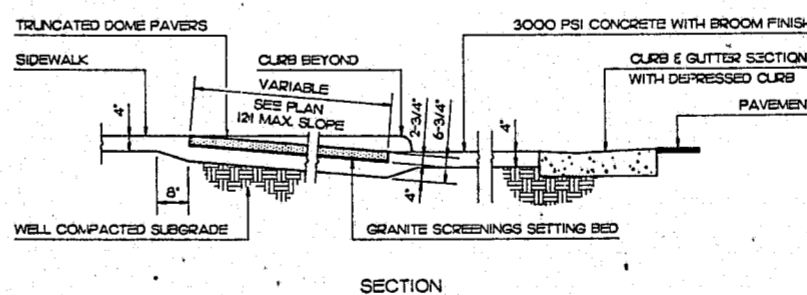 TRUNCATED DOME PAVERS
3000 PSI CONCRETE WITH BROOM FINISH
SIDEWALK
CURB BEYOND
CURB & GUTTER SECTION
WITH DEPRESSED CURB
VARIABLE
SEE PLAN
12:1 MAX. SLOPE
PAVEMEN
4"
2-3/4"
6-3/4"
4"
8"
4"
WELL COMPACTED SUBGRADE
GRANITE SCREENINGS SETTING BED
SECTION